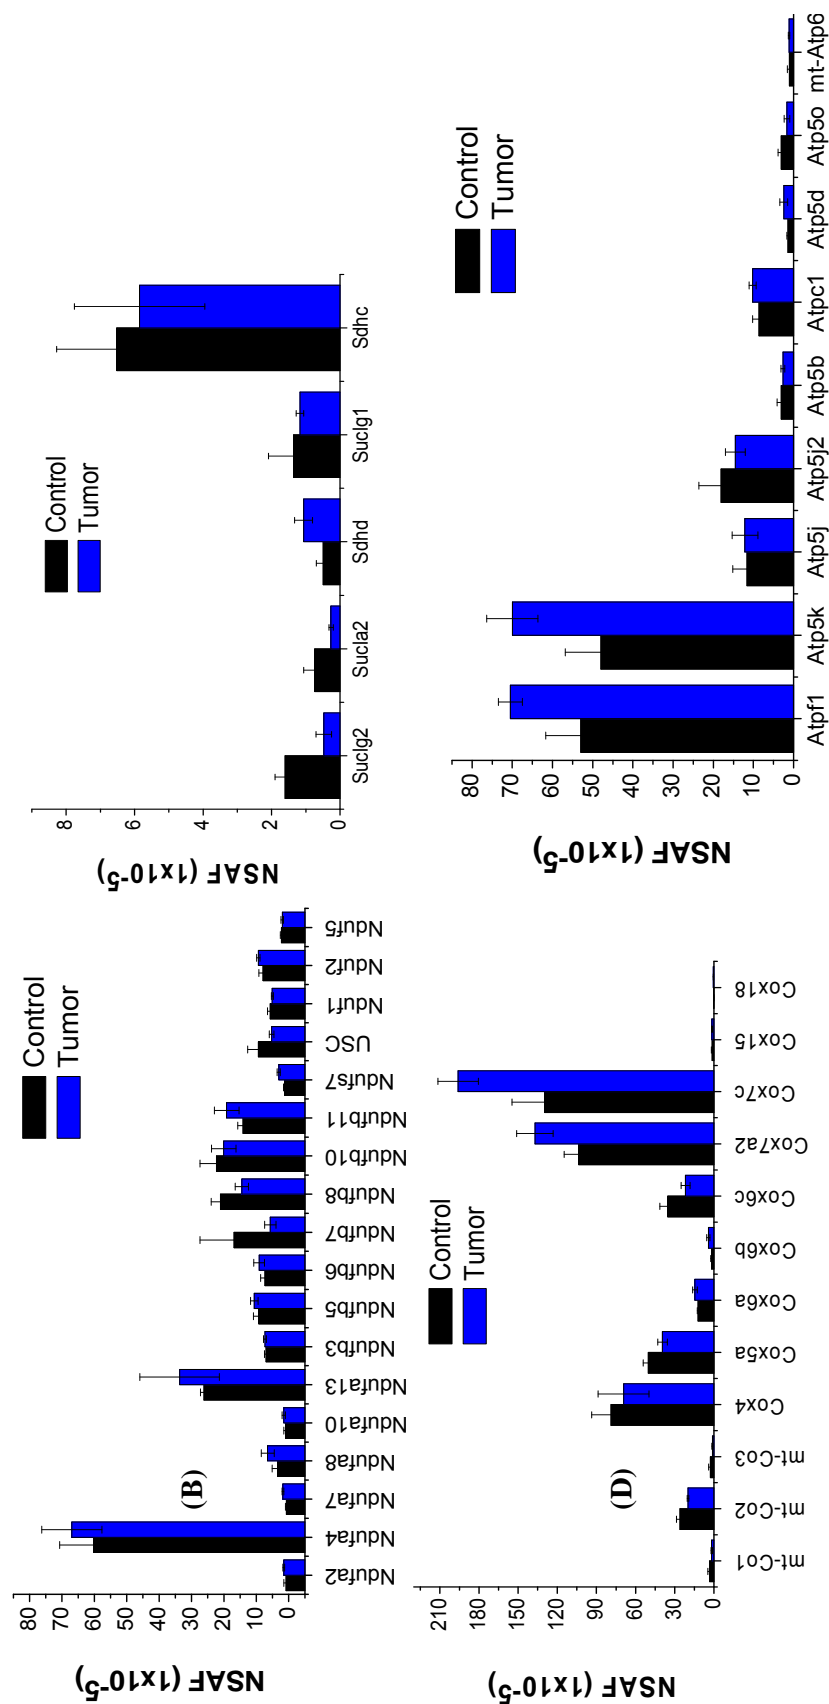 (B)
NSAF (1x10-5)
80
70
60
50
40
30
20
10
0
Control
Tumor
Ndufa2
Ndufa4
Ndufa7
Ndufa8
Ndufa10
Ndufa13
Ndufb3
Ndufb5
Ndufb6
Ndufb7
Ndufb8
Ndufb10
Ndufb11
Ndufs7
USC
Nduf1
Nduf2
Nduf5
NSAF (1x10-5)
8
6
4
2
0
Control
Tumor
Suclg2
Sucla2
Sdhd
Suclg1
Sdhc
(D)
NSAF (1x10-5)
210
180
150
120
90
60
30
0
Control
Tumor
mt-Co1
mt-Co2
mt-Co3
Cox4
Cox5a
Cox6a
Cox6b
Cox6c
Cox7a2
Cox7c
Cox15
Cox18
NSAF (1x10-5)
80
70
60
50
40
30
20
10
0
Control
Tumor
Atpf1
Atp5k
Atp5j
Atp5j2
Atp5b
Atpc1
Atp5d
Atp5o
mt-Atp6